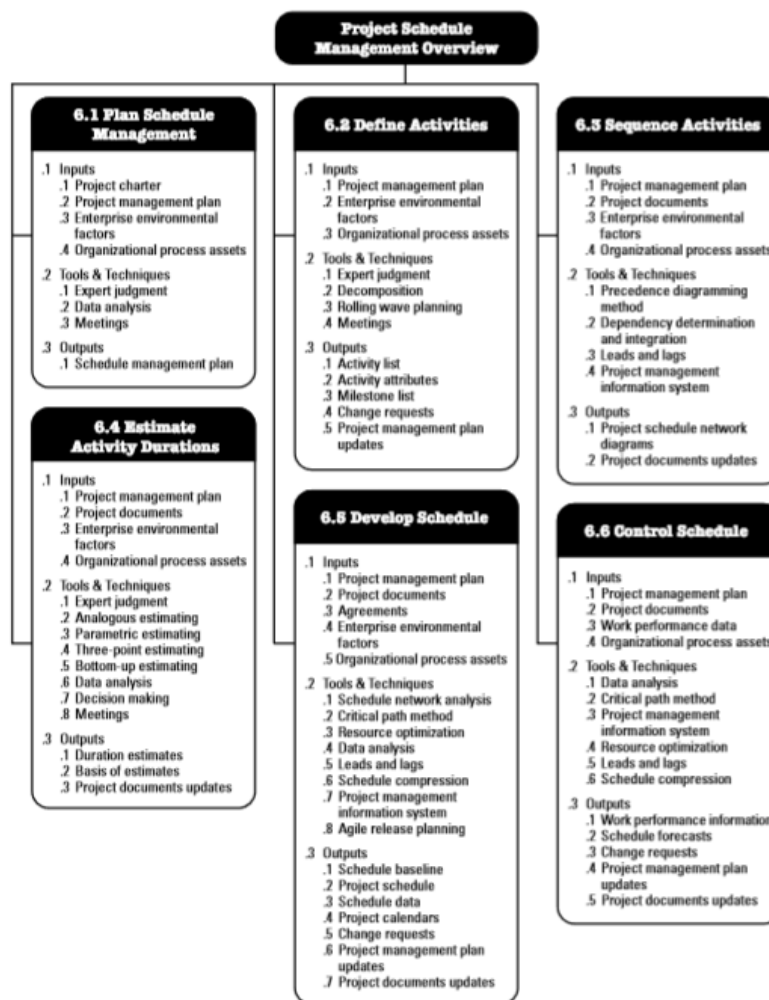 Project Schedule
Management Overview
6.1 Plan Schedule
Management
.1 Inputs
.1 Project charter
.2 Project management plan
.3 Enterprise environmental
factors
.4 Organizational process assets
.2 Tools & Techniques
.1 Expert judgment
.2 Data analysis
.3 Meetings
.3 Outputs
.1 Schedule management plan
6.2 Define Activities
.1 Inputs
.1 Project management plan
.2 Enterprise environmental
factors
.3 Organizational process assets
.2 Tools & Techniques
.1 Expert judgment
.2 Decomposition
.3 Rolling wave planning
.4 Meetings
.3 Outputs
.1 Activity list
.2 Activity attributes
.3 Milestone list
.4 Change requests
.5 Project management plan
updates
6.3 Sequence Activities
.1 Inputs
.1 Project management plan
.2 Project documents
.3 Enterprise environmental
factors
.4 Organizational process assets
.2 Tools & Techniques
.1 Precedence diagramming
method
.2 Dependency determination
and integration
.3 Leads and lags
.4 Project management
information system
.3 Outputs
.1 Project schedule network
diagrams
.2 Project documents updates
6.4 Estimate
Activity Durations
.1 Inputs
.1 Project management plan
.2 Project documents
.3 Enterprise environmental
factors
.4 Organizational process assets
.2 Tools & Techniques
.1 Expert judgment
.2 Analogous estimating
.3 Parametric estimating
.4 Three-point estimating
.5 Bottom-up estimating
.6 Data analysis
.7 Decision making
.8 Meetings
.3 Outputs
.1 Duration estimates
.2 Basis of estimates
.3 Project documents updates
6.5 Develop Schedule
.1 Inputs
.1 Project management plan
.2 Project documents
.3 Agreements
.4 Enterprise environmental
factors
.5 Organizational process assets
.2 Tools & Techniques
.1 Schedule network analysis
.2 Critical path method
.3 Resource optimization
.4 Data analysis
.5 Leads and lags
.6 Schedule compression
.7 Project management
information system
.8 Agile release planning
.3 Outputs
.1 Schedule baseline
.2 Project schedule
.3 Schedule data
.4 Project calendars
.5 Change requests
.6 Project management plan
updates
.7 Project documents updates
6.6 Control Schedule
.1 Inputs
.1 Project management plan
.2 Project documents
.3 Work performance data
.4 Organizational process assets
.2 Tools & Techniques
.1 Data analysis
.2 Critical path method
.3 Project management
information system
.4 Resource optimization
.5 Leads and lags
.6 Schedule compression
.3 Outputs
.1 Work performance information
.2 Schedule forecasts
.3 Change requests
.4 Project management plan
updates
.5 Project documents updates